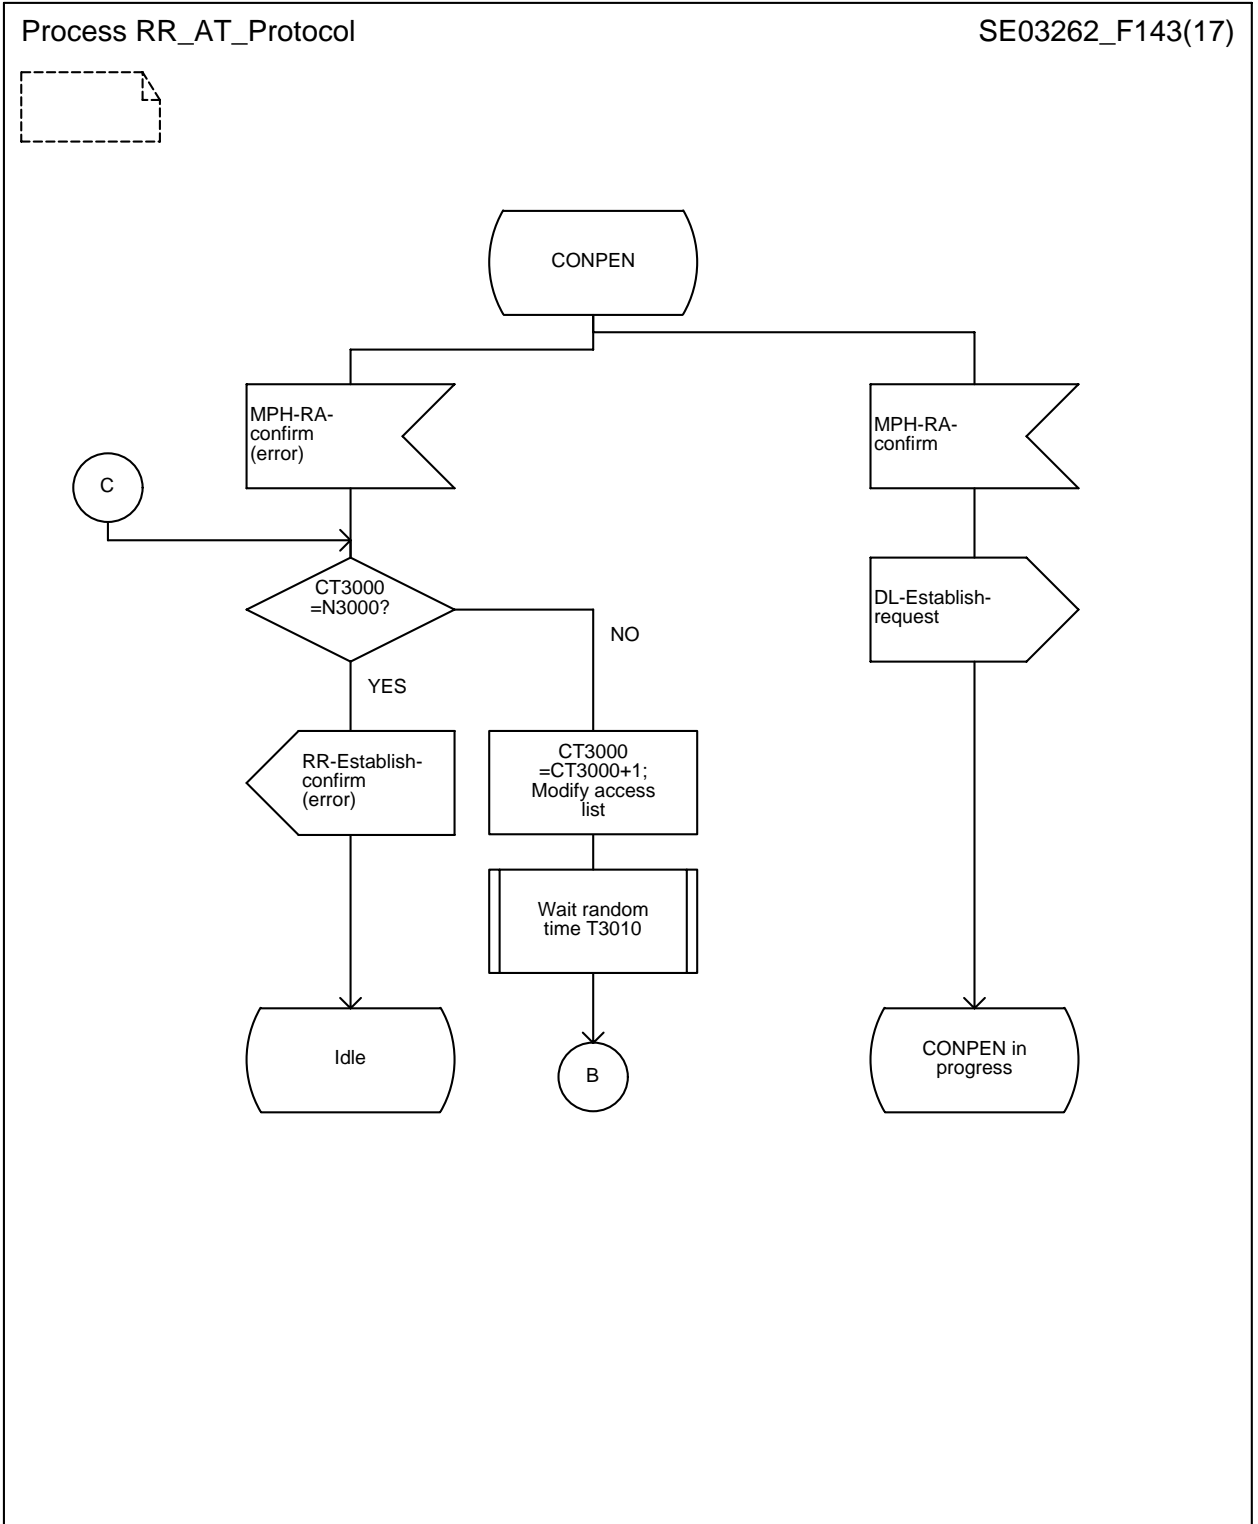 Process RR_AT_Protocol
SE03262_F143(17)
CONPEN
MPH-RA-
confirm
(error)
MPH-RA-
confirm
C
CT3000
=N3000?
NO
DL-Establish-
request
YES
RR-Establish-
confirm
(error)
CT3000
=CT3000+1;
Modify access
list
Wait random
time T3010
Idle
B
CONPEN in
progress